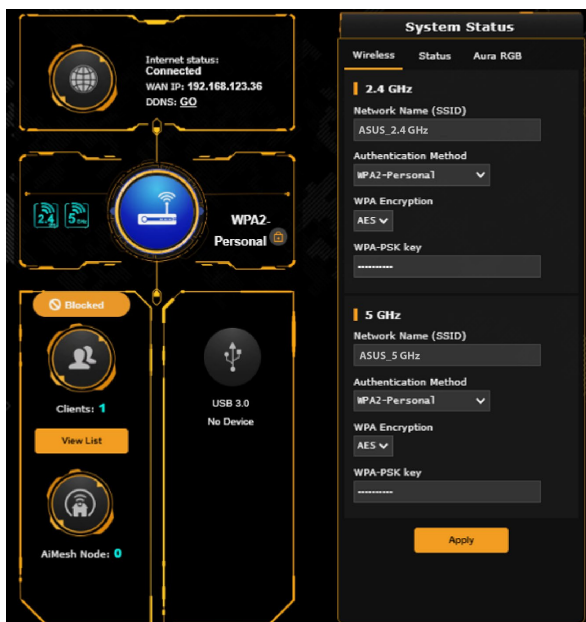 Internet status:
Connected
WAN IP: 192.168.123.36
DDNS: GO
2.4
GHz
5
GHz
WPA2-
Personal
Blocked
Clients: 1
View List
AiMesh Node: 0
USB 3.0
No Device
System Status
Wireless Status Aura RGB
2.4 GHz
Network Name (SSID)
ASUS_2.4 GHz
Authentication Method
WPA2-Personal
WPA Encryption
AES
WPA-PSK key
5 GHz
Network Name (SSID)
ASUS_5 GHz
Authentication Method
WPA2-Personal
WPA Encryption
AES
WPA-PSK key
Apply